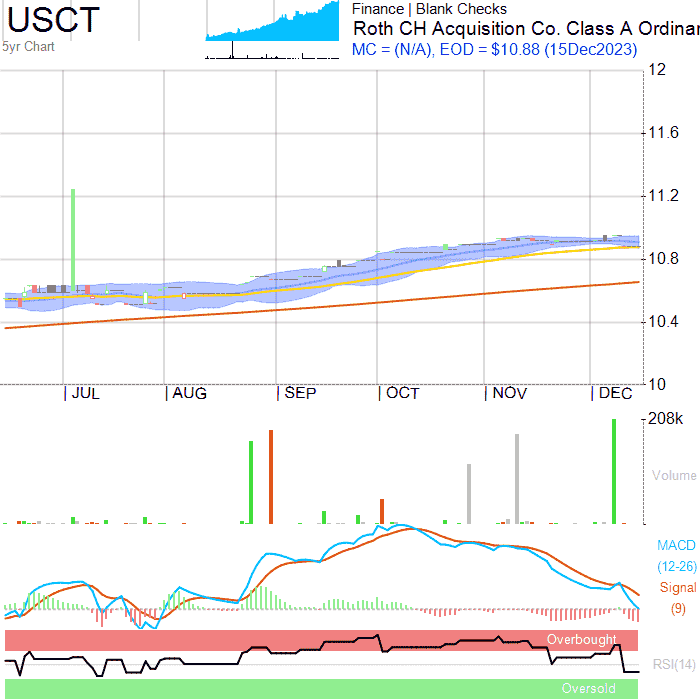 USCT
5yr Chart
Finance | Blank Checks
Roth CH Acquisition Co. Class A Ordinar
MC = (N/A), EOD = $10.88 (15Dec2023)
12
11.6
11.2
10.8
10.4
10
JUL
AUG
SEP
OCT
NOV
DEC
208k
Volume
MACD
(12-26)
Signal
(9)
Overbought
RSI(14)
Oversold